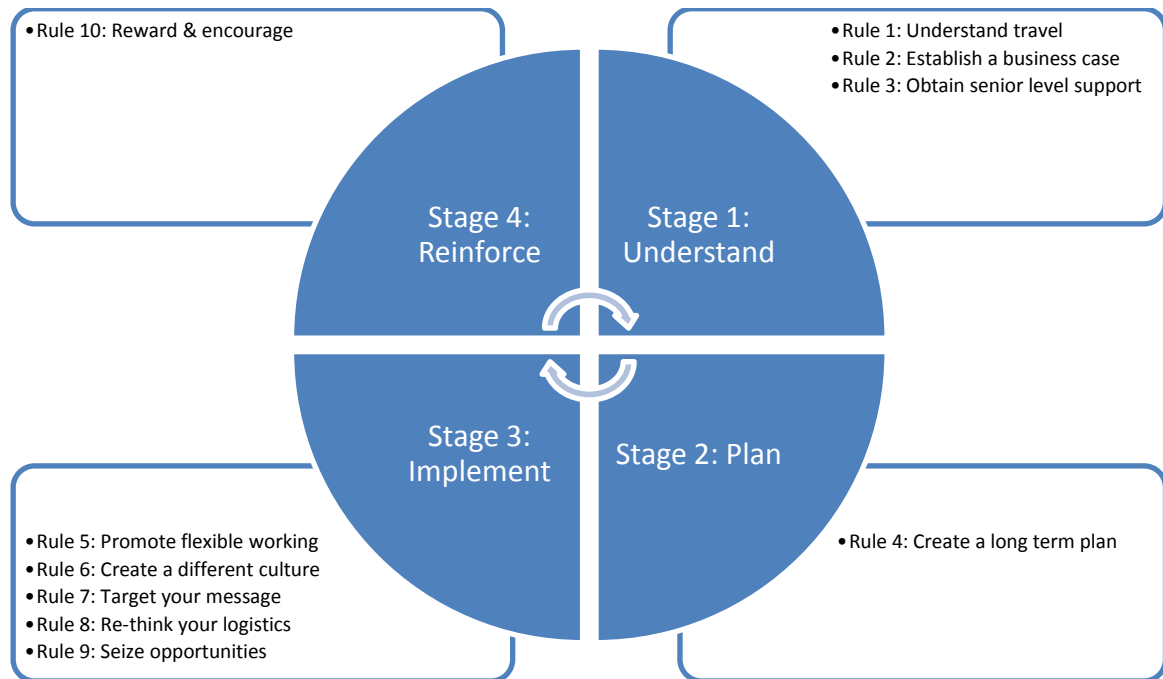 •Rule 10: Reward & encourage
•Rule 1: Understand travel
•Rule 2: Establish a business case
•Rule 3: Obtain senior level support
Stage 4:
Reinforce
Stage 1:
Understand
Stage 3:
Implement
Stage 2: Plan
•Rule 5: Promote flexible working
•Rule 6: Create a different culture
•Rule 7: Target your message
•Rule 8: Re-think your logistics
•Rule 9: Seize opportunities
•Rule 4: Create a long term plan